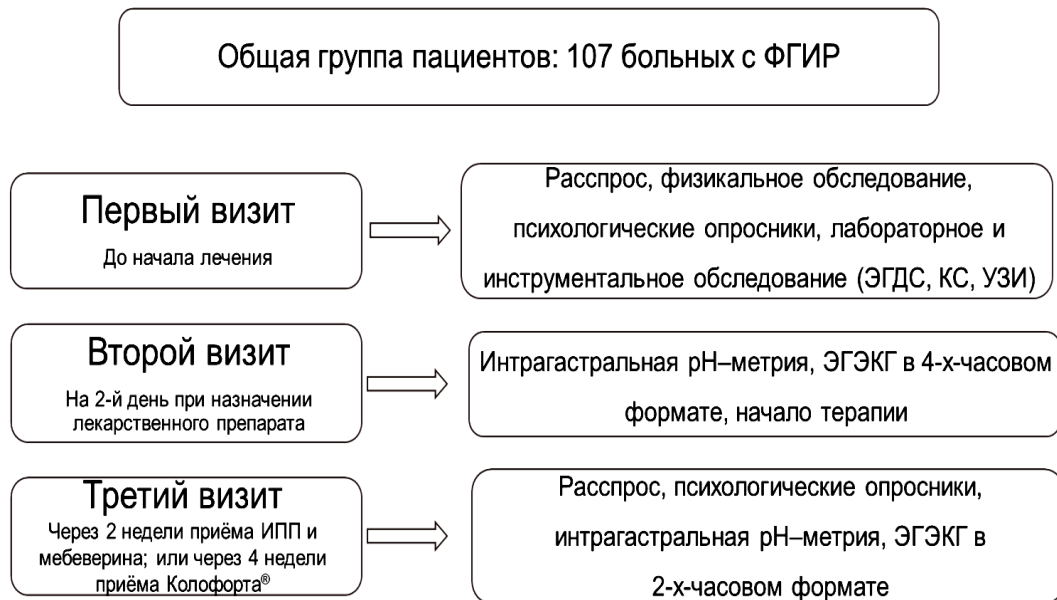 Общая группа пациентов: 107 больных с ФГИР
Первый визит
До начала лечения
Расспрос, физикальное обследование,
психологические опросники, лабораторное и
инструментальное обследование (ЭГДС, КС, УЗИ)
Второй визит
На 2-й день при назначении
лекарственного препарата
Интрагастральная pH–метрия, ЭГЭКГ в 4-х-часовом
формате, начало терапии
Третий визит
Через 2 недели приёма ИПП и
мебеверина; или через 4 недели
приёма Колофорта®
Расспрос, психологические опросники,
интрагастральная pH–метрия, ЭГЭКГ в
2-х-часовом формате